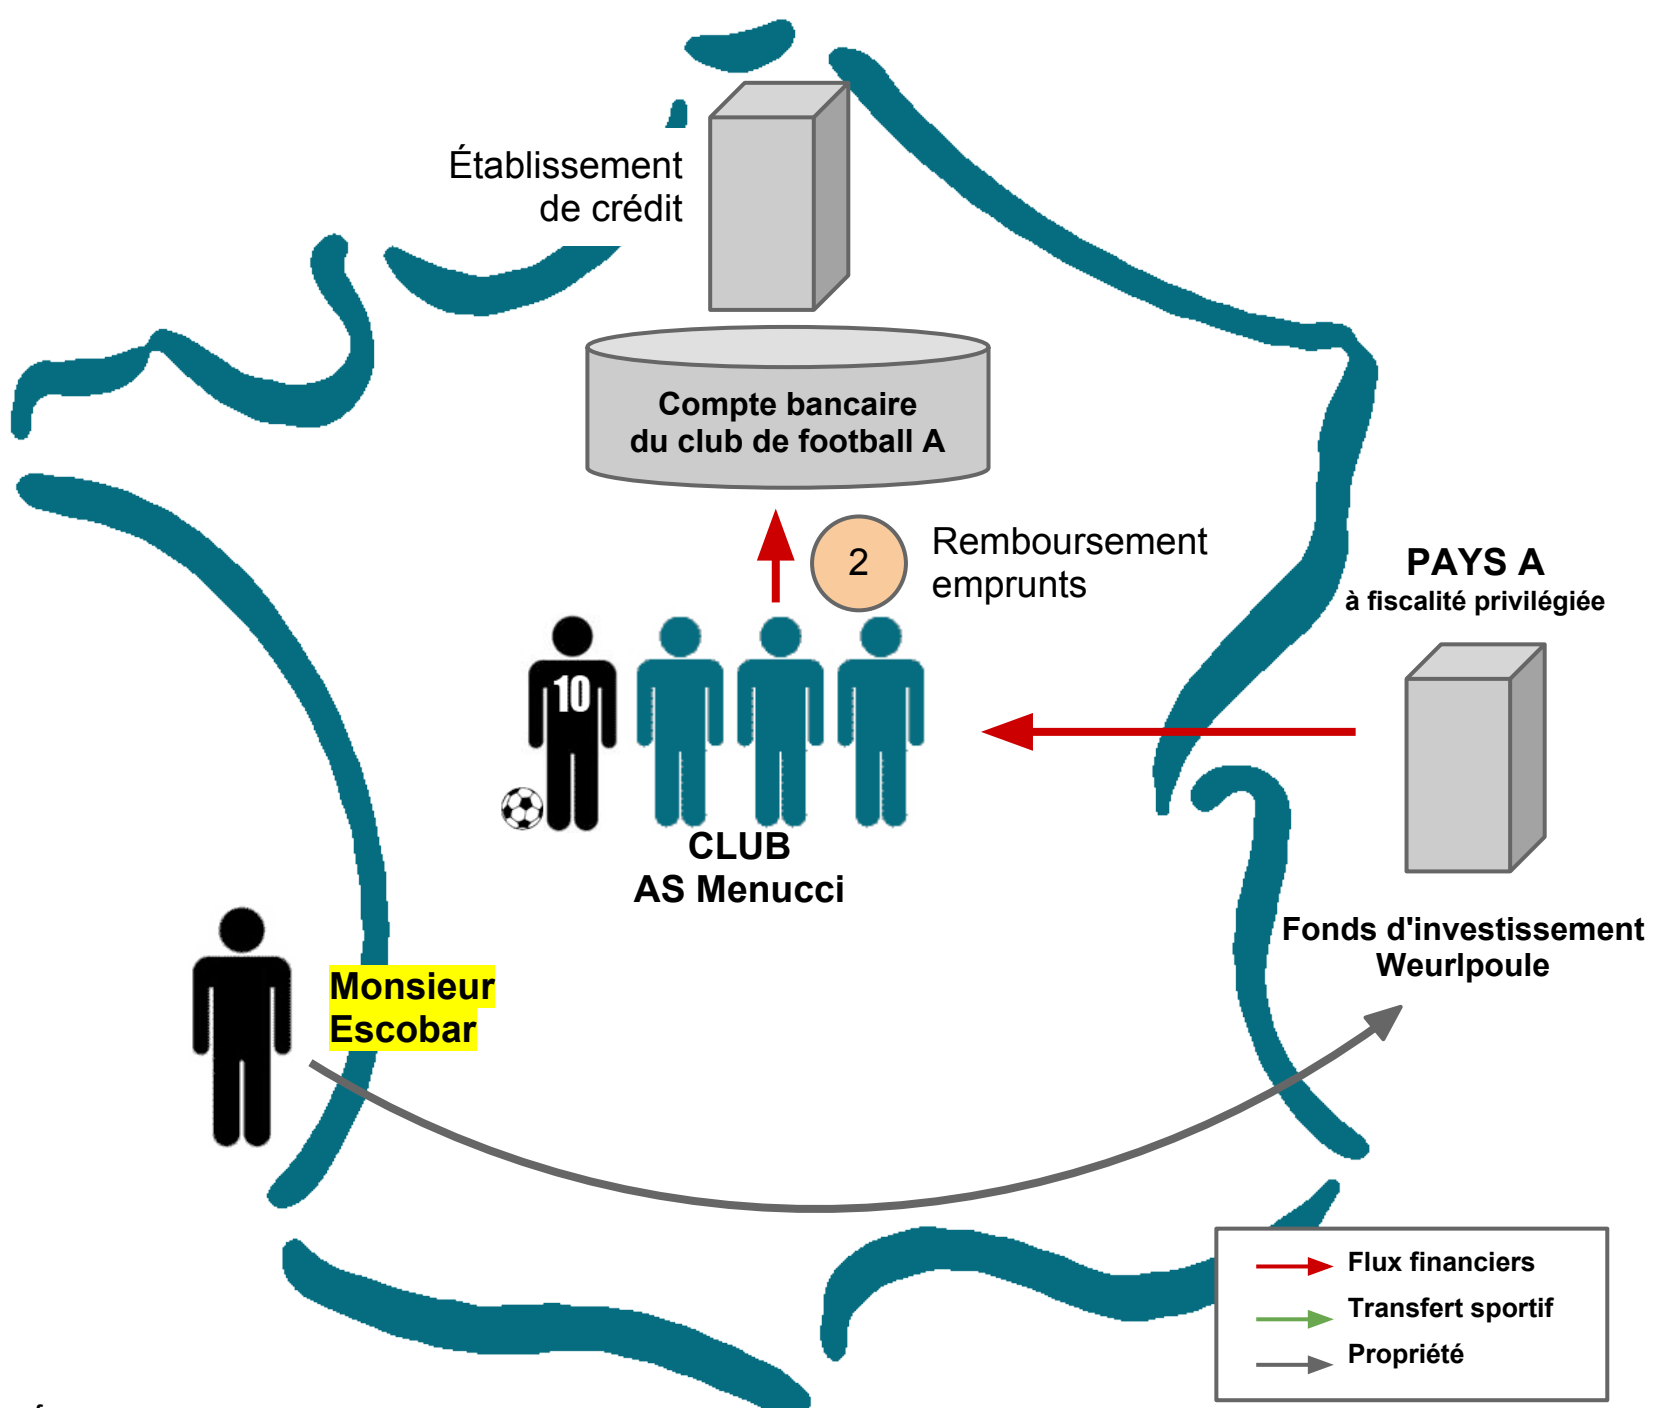 Établissement
de crédit
Compte bancaire
du club de football A
2
Remboursement
emprunts
PAYS A
à fiscalité privilégiée
10
CLUB
AS Menucci
Fonds d'investissement
Weurlpoule
Monsieur
Escobar
Flux financiers
Transfert sportif
Propriété